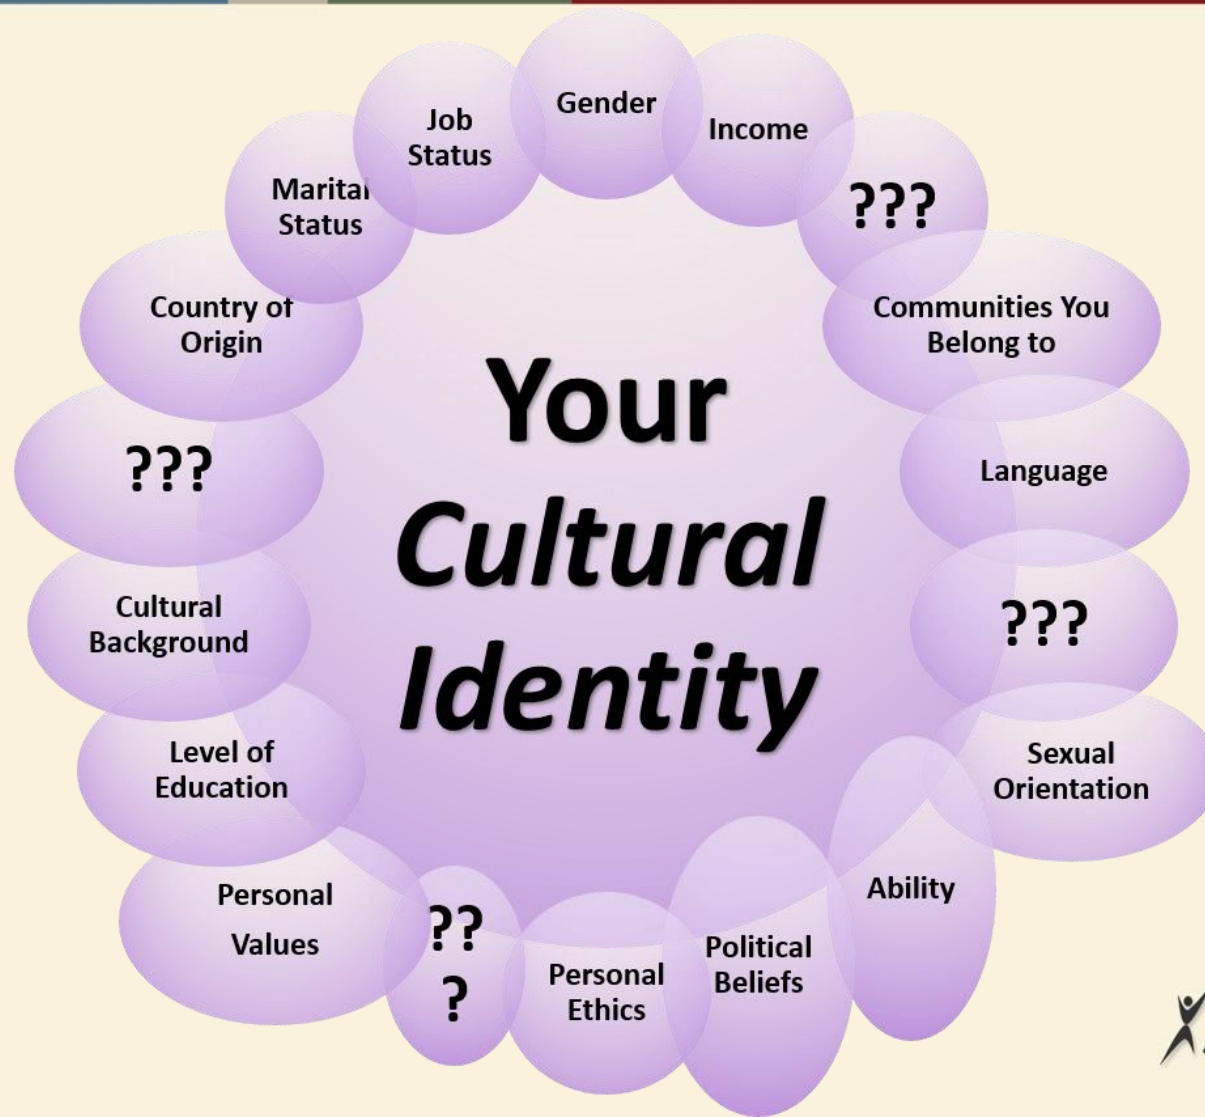 Your
Cultural
Identity
Gender
Income
???
Communities You
Belong to
Language
???
Sexual
Orientation
Ability
Political
Beliefs
Personal
Ethics
??
?
Personal
Values
Level of
Education
Cultural
Background
???
Country of
Origin
Marital
Status
Job
Status